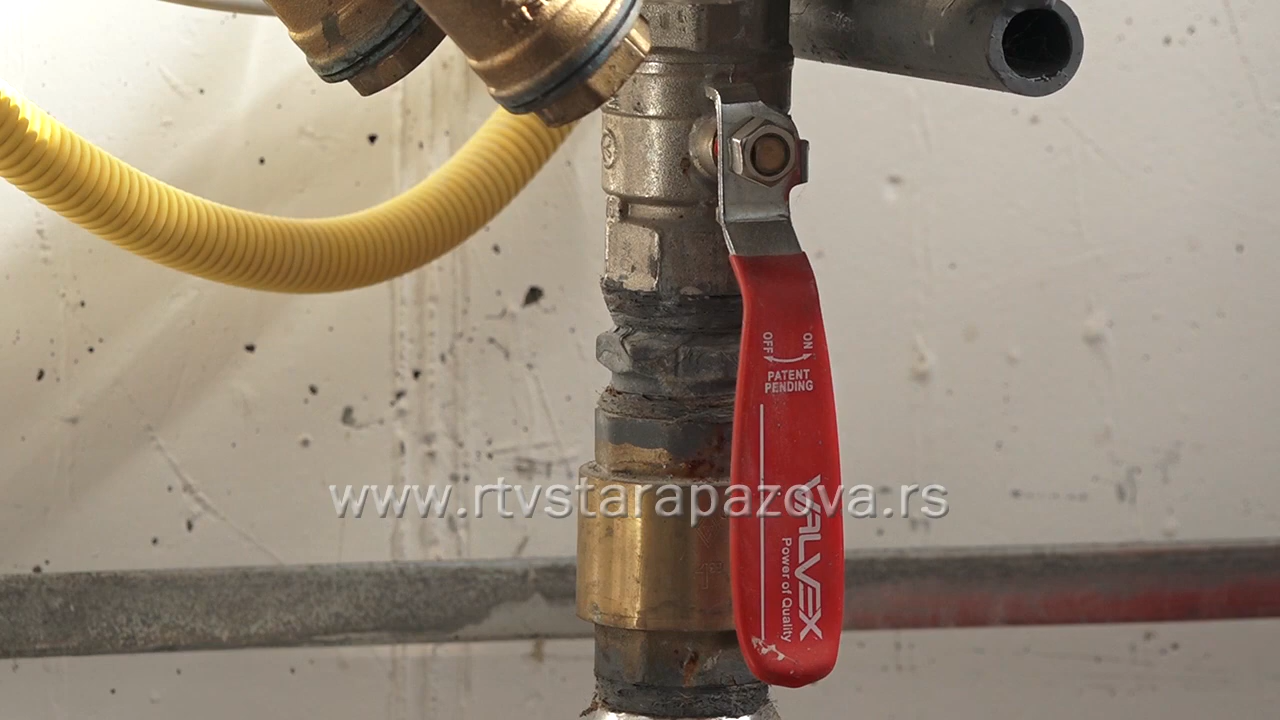 OFF ON
PATENT
PENDING
www.rtvstarapazova.rs
VALVEX
Power of Quality